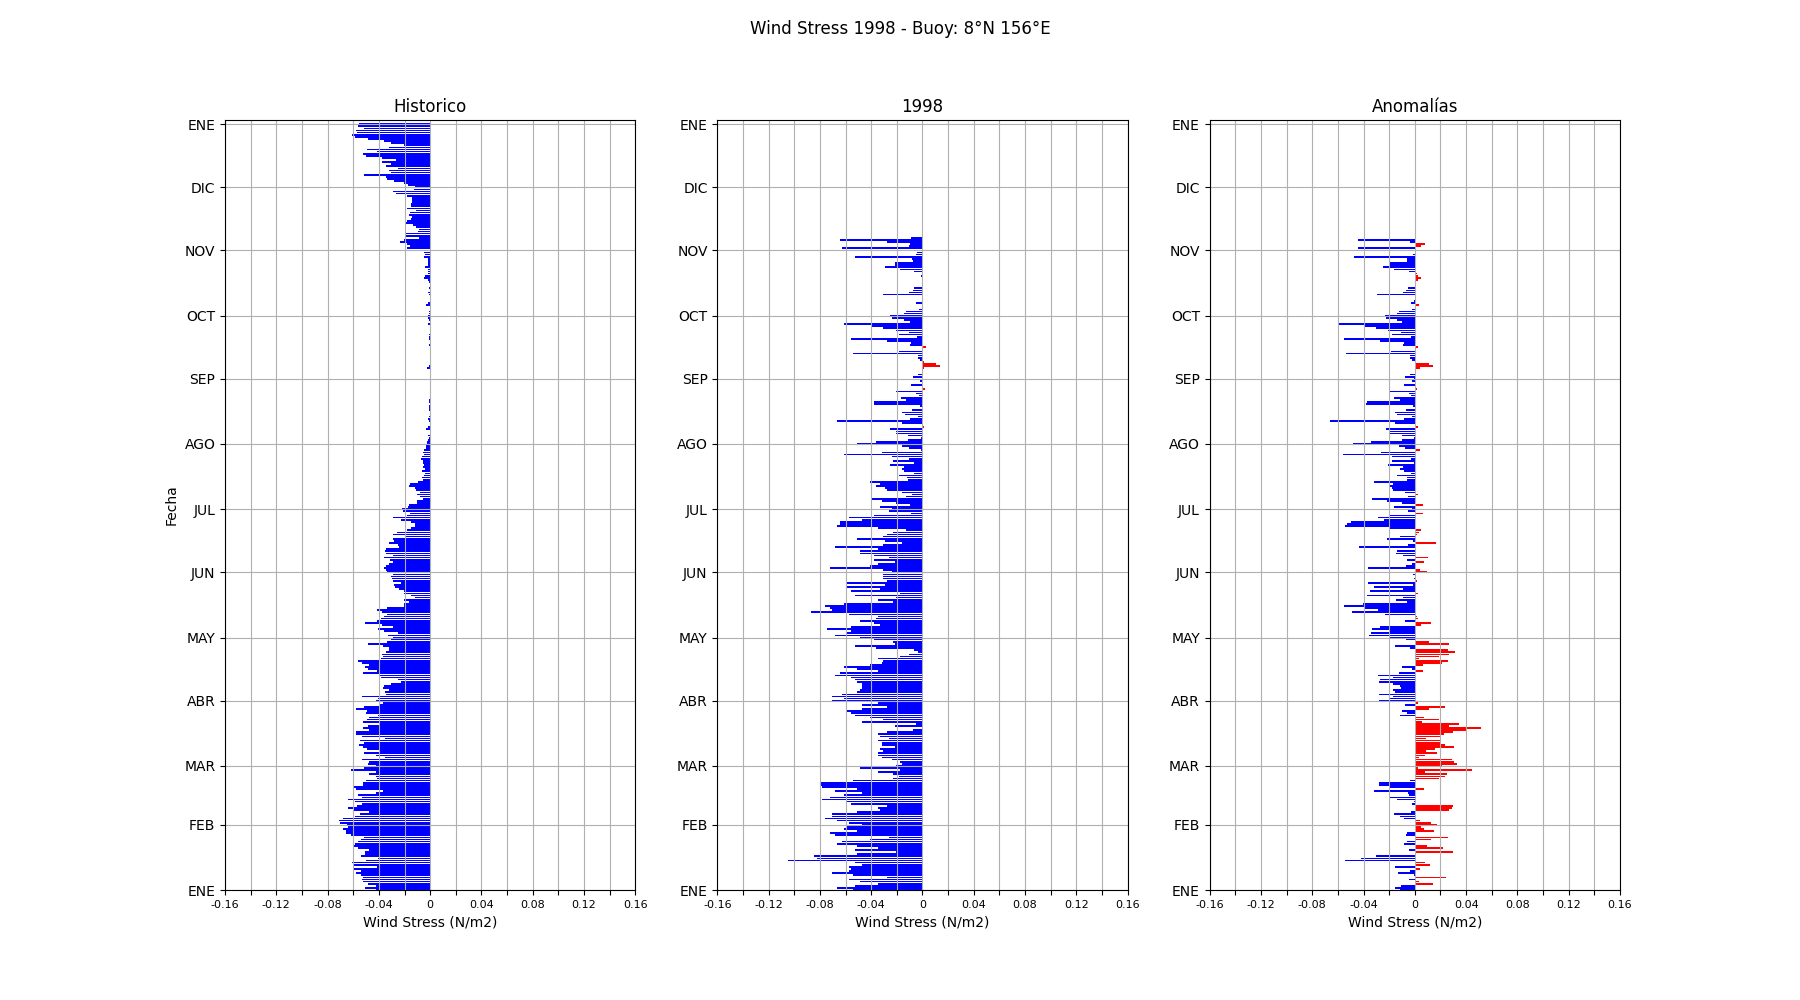 Wind Stress 1998 - Buoy: 8°N 156°E
Historico
ENE
DIC
NOV
OCT
SEP
AGO
JUL
JUN
MAY
ABR
MAR
FEB
ENE
Fecha
-0.16 -0.12 -0.08 -0.04 0 0.04 0.08 0.12 0.16
Wind Stress (N/m2)
1998
ENE
DIC
NOV
OCT
SEP
AGO
JUL
JUN
MAY
ABR
MAR
FEB
ENE
-0.16 -0.12 -0.08 -0.04 0 0.04 0.08 0.12 0.16
Wind Stress (N/m2)
Anomalías
ENE
DIC
NOV
OCT
SEP
AGO
JUL
JUN
MAY
ABR
MAR
FEB
ENE
-0.16 -0.12 -0.08 -0.04 0 0.04 0.08 0.12 0.16
Wind Stress (N/m2)